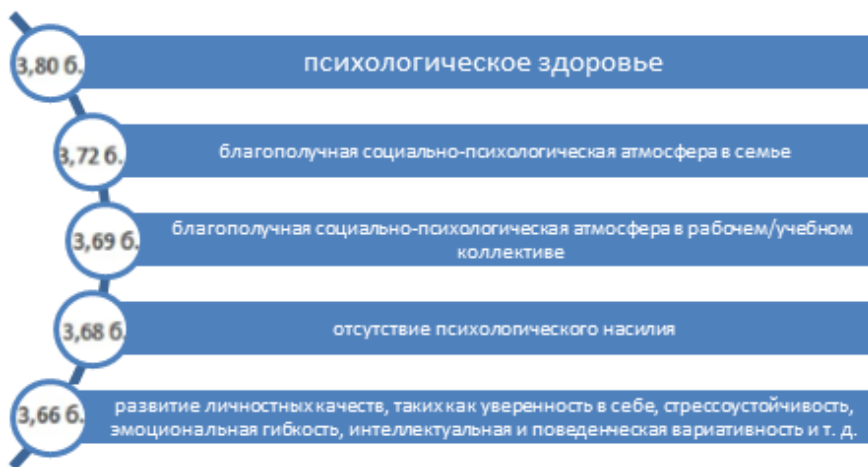 3,80 б.
психологическое здоровье
3,72 б.
благополучная социально-психологическая атмосфера в семье
3,69 б.
благополучная социально-психологическая атмосфера в рабочем/учебном
коллективе
3,68 б.
отсутствие психологического насилия
3,66 б.
развитие личностных качеств, таких как уверенность в себе, стрессоустойчивость,
эмоциональная гибкость, интеллектуальная и поведенческая вариативность и т. д.